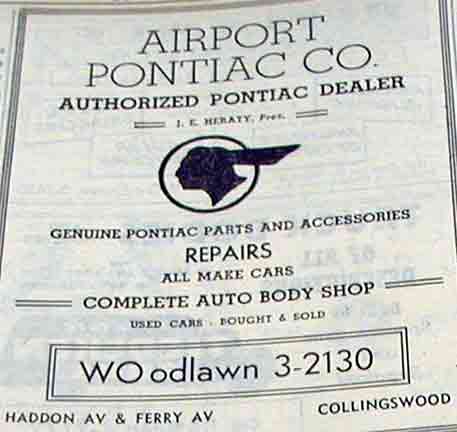 AIRPORT
PONTIAC CO.
AUTHORIZED PONTIAC DEALER
J. E. HERATY, Pres.
GENUINE PONTIAC PARTS AND ACCESSORIES
REPAIRS
ALL MAKE CARS
COMPLETE AUTO BODY SHOP
USED CARS - BOUGHT & SOLD
WOodlawn 3-2130
HADDON AV & FERRY AV.
COLLINGSWOOD